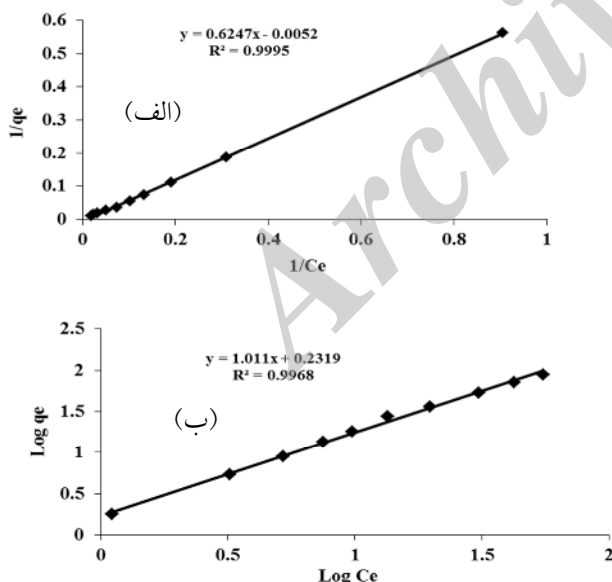 y = 0.6247x - 0.0052
R² = 0.9995
(الف)
1/qe
0.6
0.5
0.4
0.3
0.2
0.1
0
0 0.2 0.4 0.6 0.8 1
1/Ce
y = 1.011x + 0.2319
R² = 0.9968
(ب)
Log qe
2.5
2
1.5
1
0.5
0
0 0.5 1 1.5 2
Log Ce
Archiv